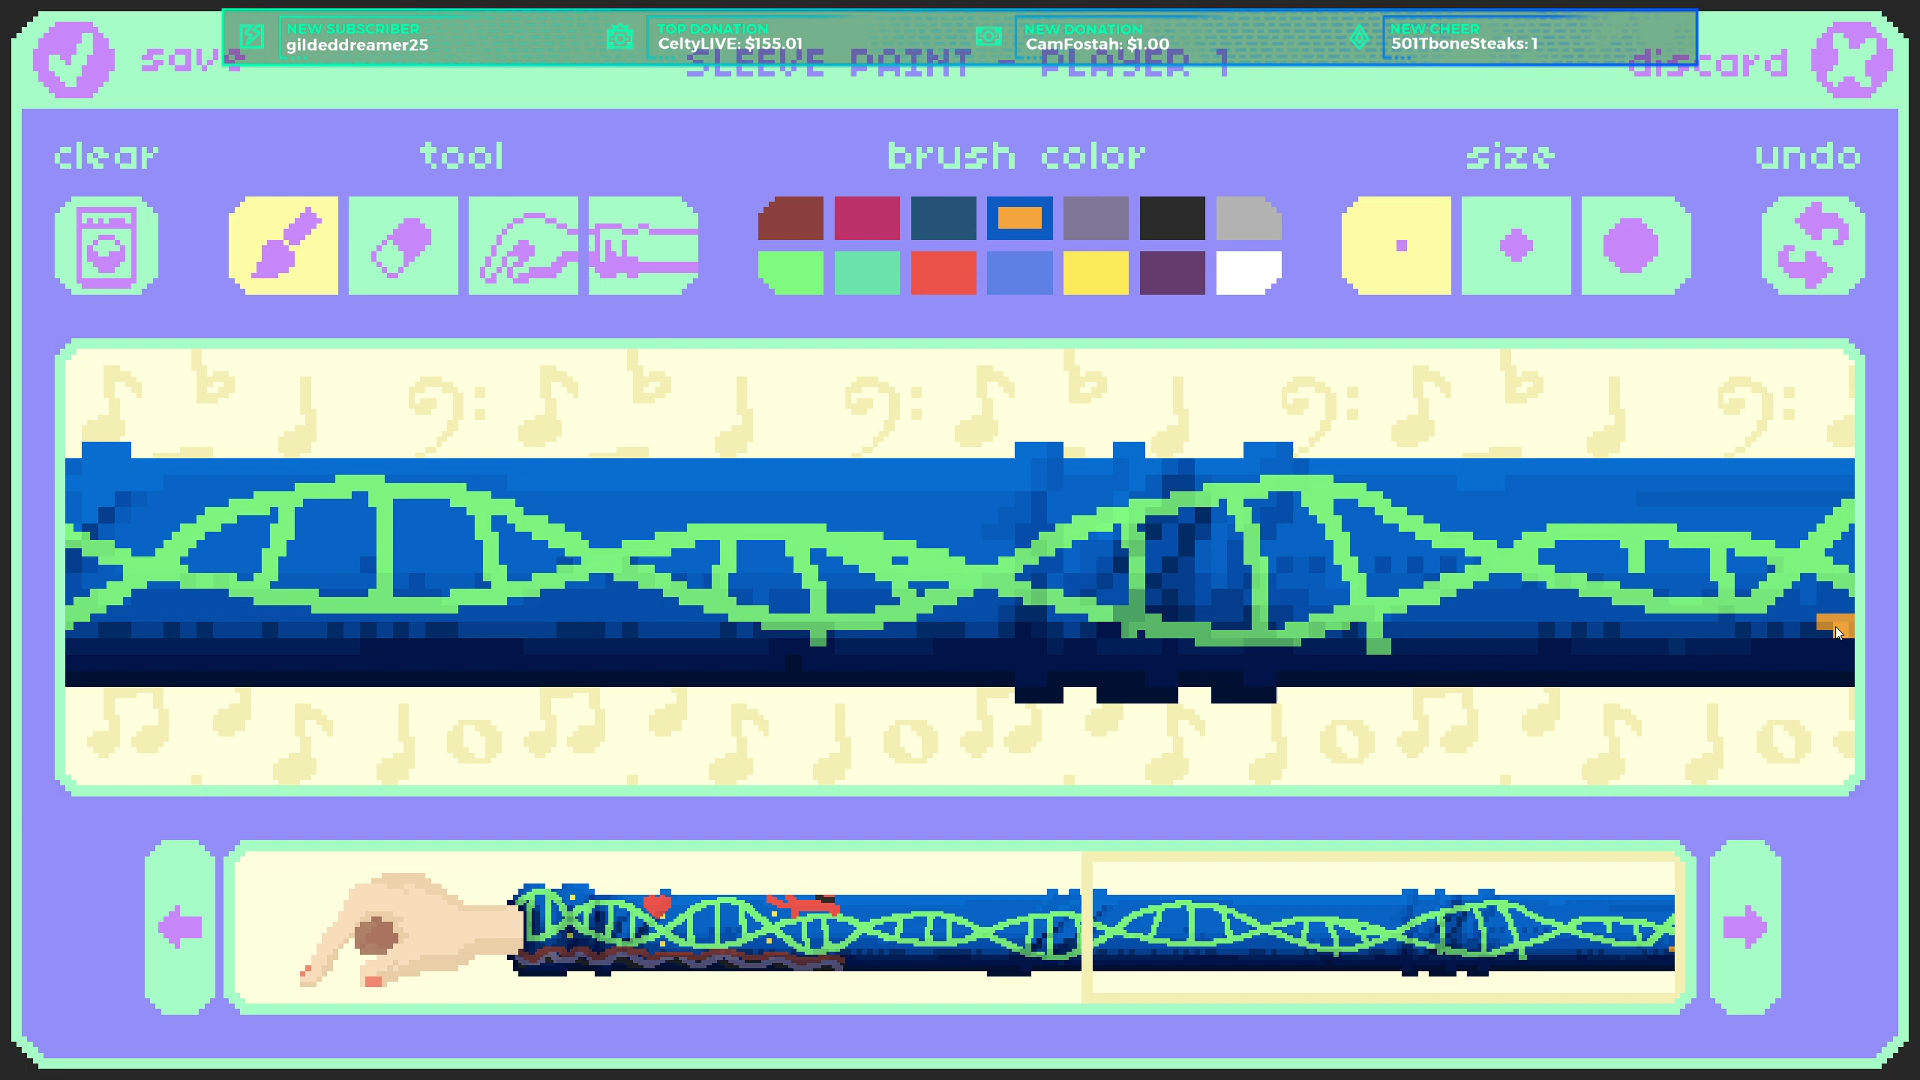 NEW SUBSCRIBER
gildeddreamer25
TOP DONATION
CeltyLIVE: $155.01
NEW DONATION
CamFostah: $1.00
NEW CHEER
501TboneSteaks: 1
save
SLEEVE PAINT - PLAYER 1
discard
clear
tool
brush color
size
undo